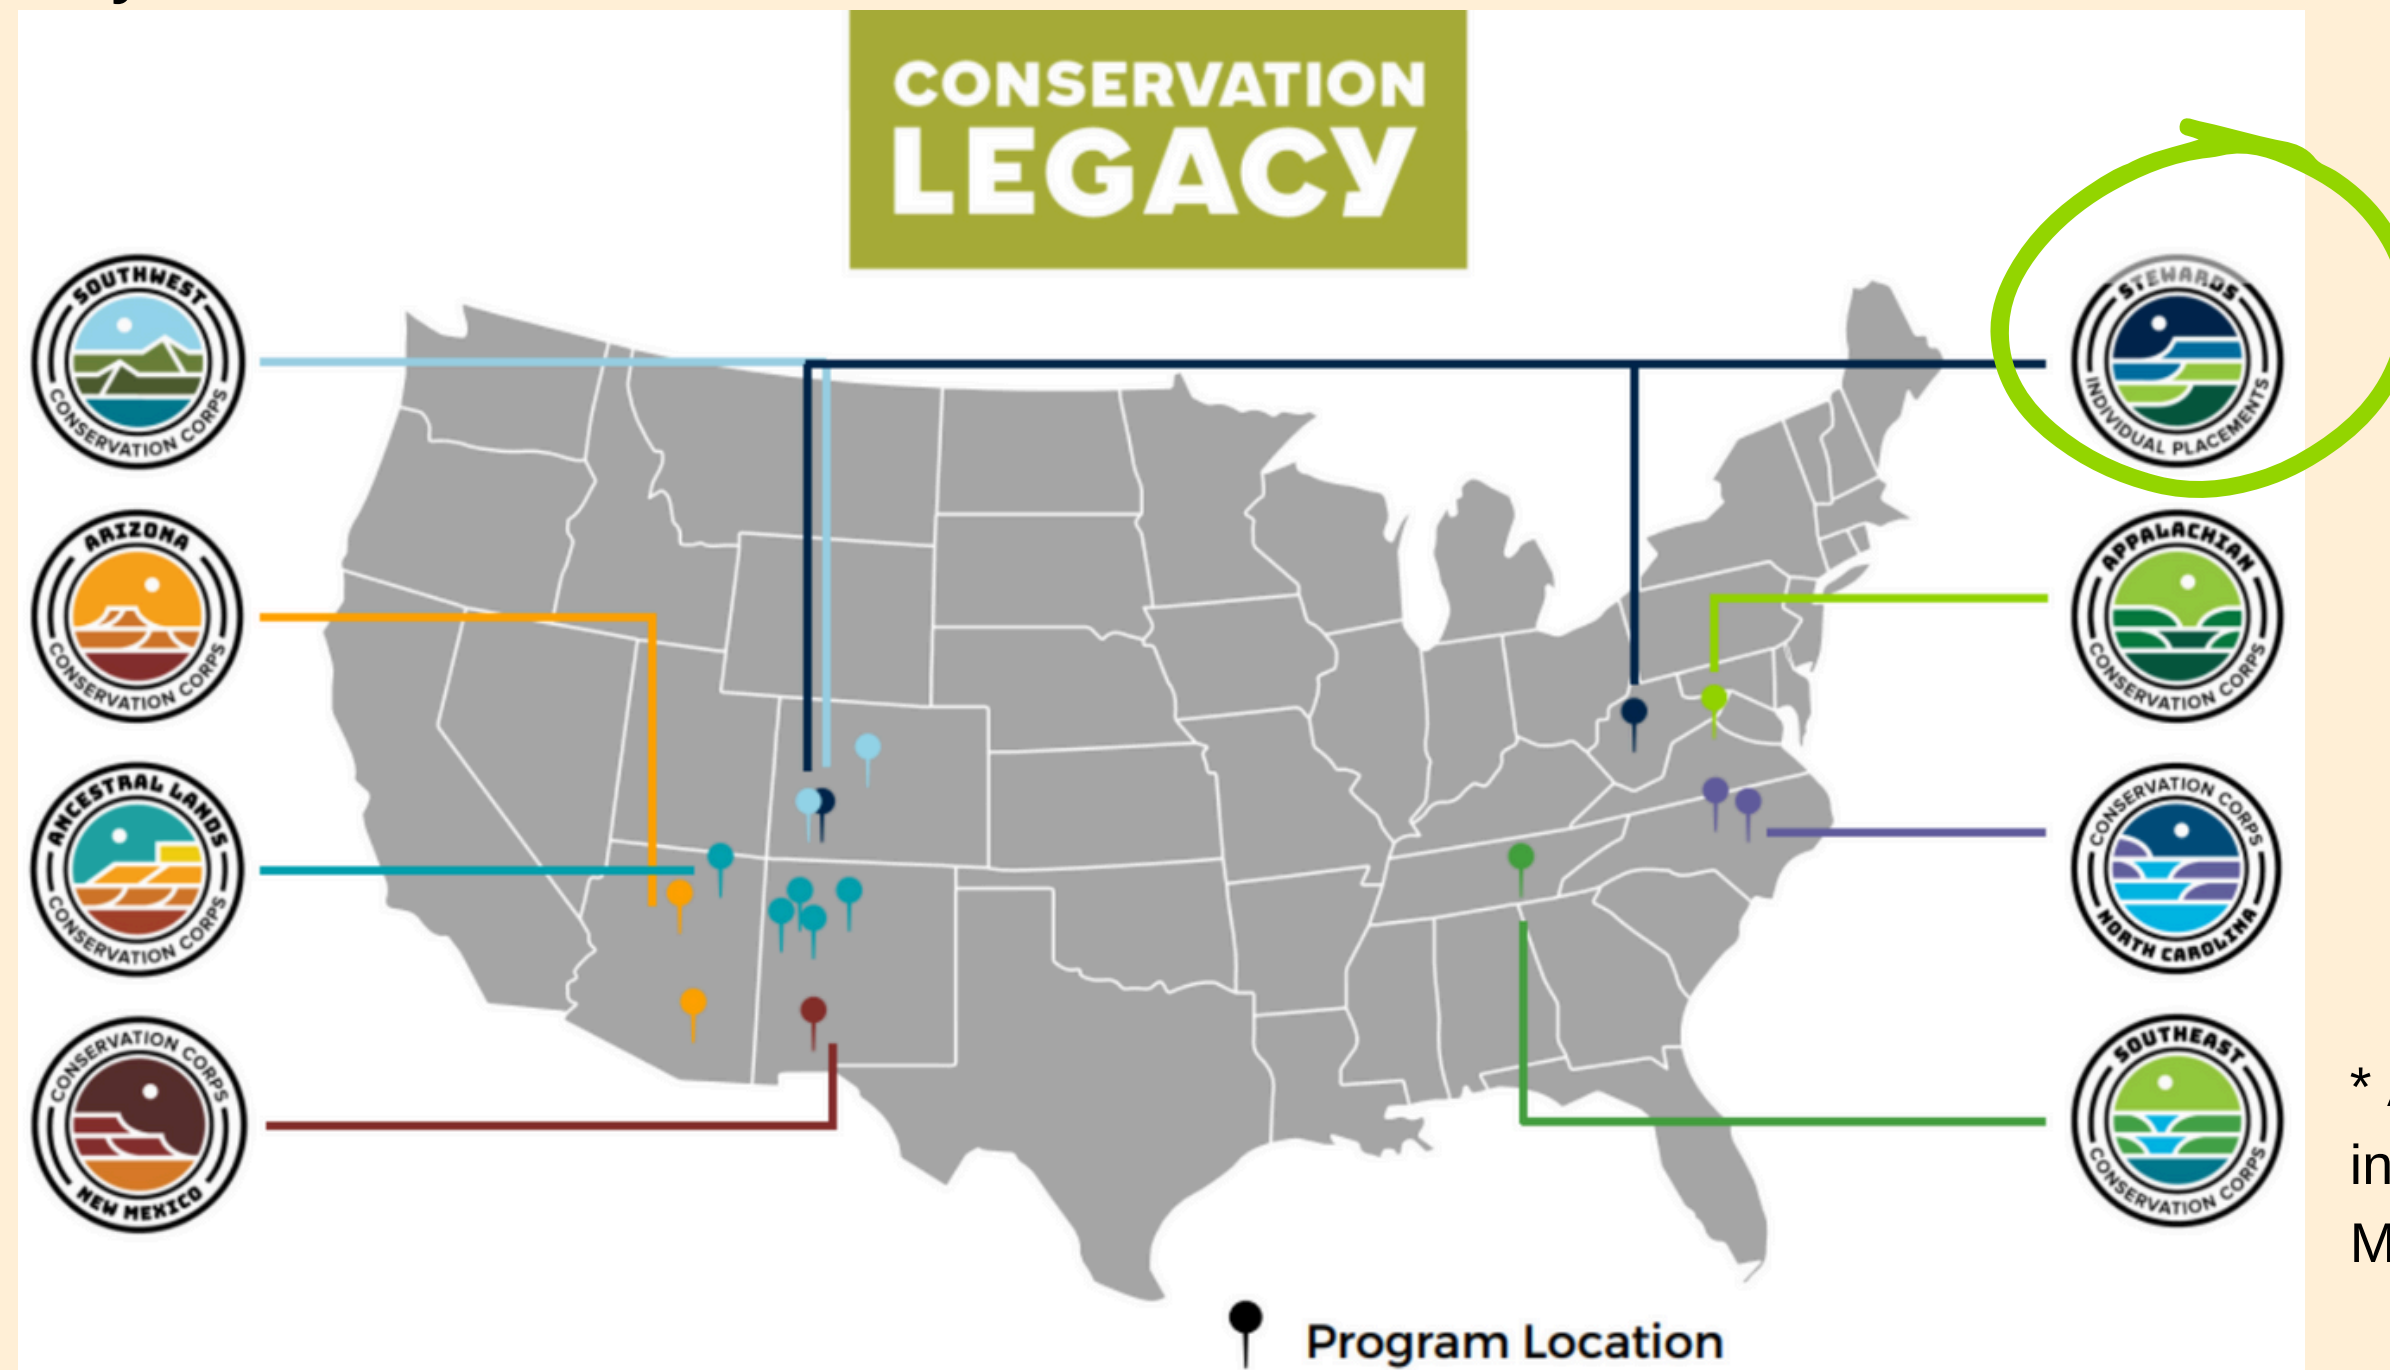 CONSERVATION
LEGACY
SOUTHWEST
CONSERVATION CORPS
STEWARDS
INDIVIDUAL PLACEMENTS
ARIZONA
CONSERVATION CORPS
APPALACHIAN
CONSERVATION CORPS
ANCESTRAL LANDS
CONSERVATION CORPS
CONSERVATION CORPS
NORTH CAROLINA
CONSERVATION CORPS
NEW MEXICO
SOUTHEAST
CONSERVATION CORPS
*
in
M
Program Location